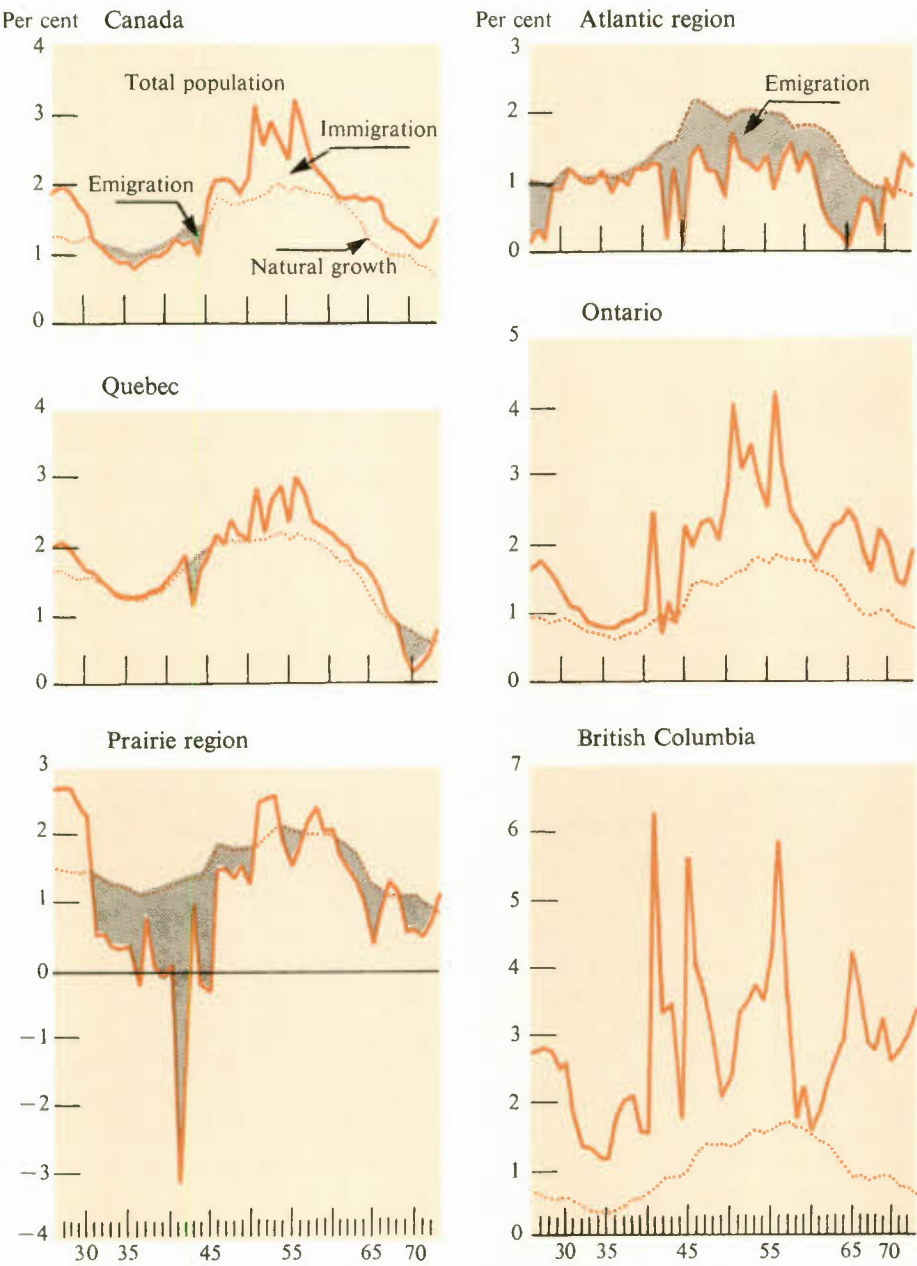 Per cent Canada
4
3
2
1
0
Total population
Immigration
Emigration
Natural growth
Per cent Atlantic region
3
2
1
0
Emigration
Quebec
4
3
2
1
0
Ontario
5
4
3
2
1
0
Prairie region
3
2
1
0
−1
−2
−3
−4
30 35 45 55 65 70
British Columbia
7
6
5
4
3
2
1
0
30 35 45 55 65 70